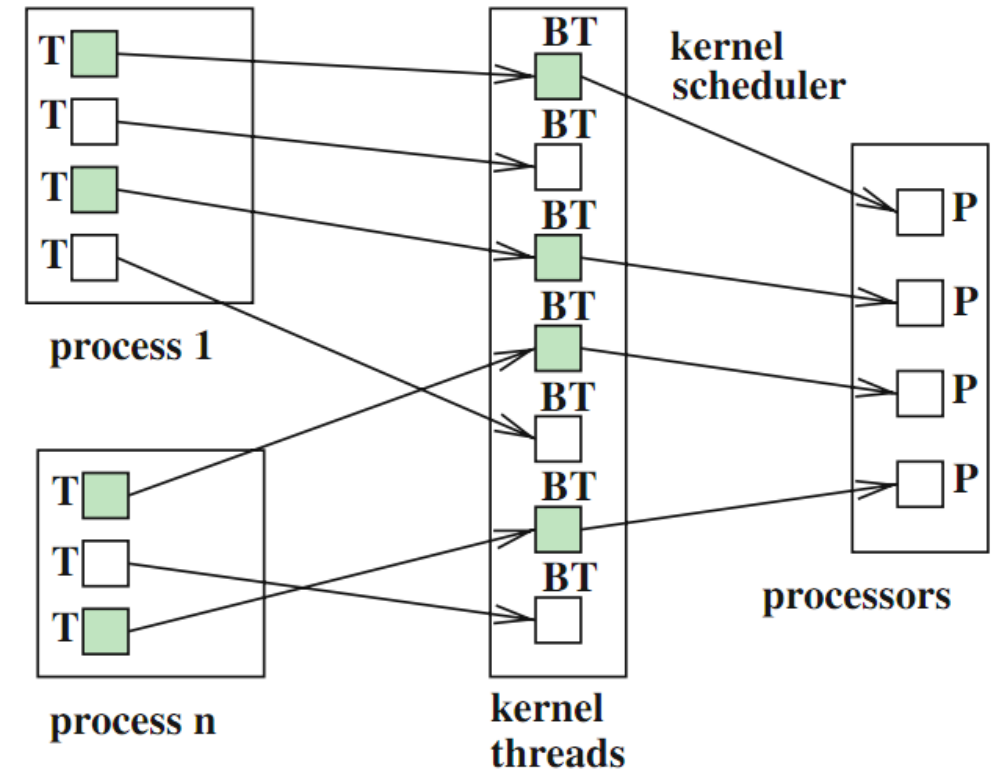 T
T
T
T
process 1
T
T
T
process n
BT
BT
BT
BT
BT
BT
BT
kernel
threads
kernel
scheduler
P
P
P
P
processors